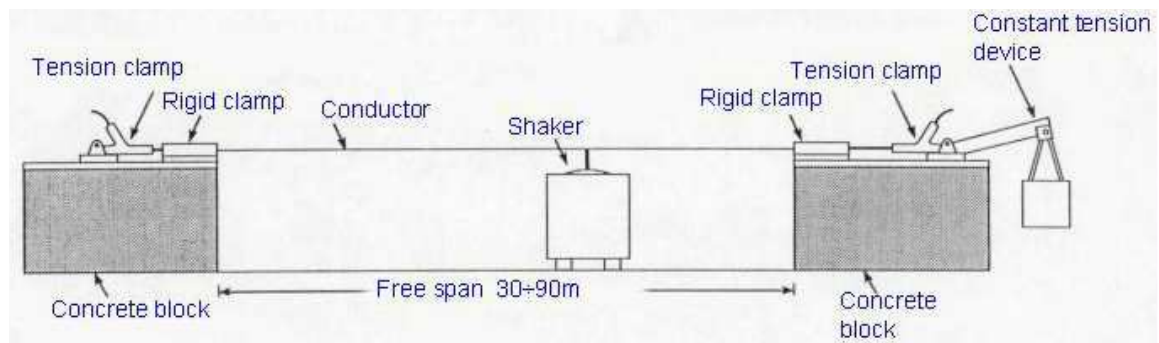 Constant tension
device
Tension clamp
Tension clamp
Rigid clamp
Rigid clamp
Conductor
Shaker
Free span 30÷90m
Concrete block
Concrete
block